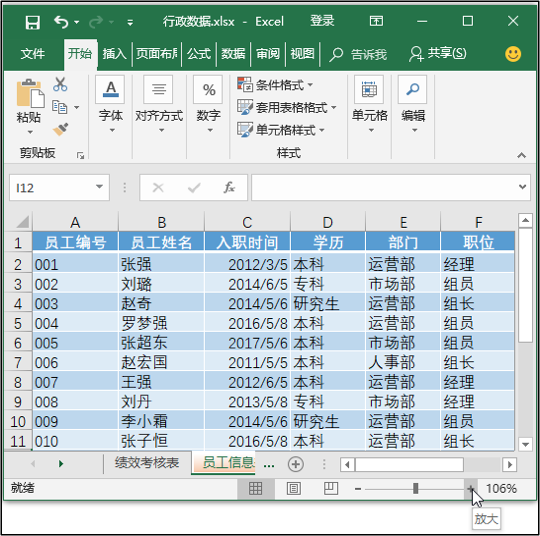 行政数据.xlsx - Excel 登录
文件 开始 插入 页面布局 公式 数据 审阅 视图 告诉我 共享(S)
粘贴 字体 对齐方式 数字 条件格式 套用表格格式 单元格样式 单元格 编辑
剪贴板 样式
I12 fx
A B C D E F
1 员工编号 员工姓名 入职时间 学历 部门 职位
2 001 张强 2012/3/5 本科 运营部 经理
3 002 刘璐 2014/6/5 专科 市场部 组员
4 003 赵奇 2014/5/6 研究生 运营部 组长
5 004 罗梦强 2016/5/8 本科 运营部 组员
6 005 张超东 2017/5/6 本科 市场部 组员
7 006 赵宏国 2011/5/5 本科 人事部 组长
8 007 王强 2012/6/5 本科 运营部 经理
9 008 刘丹 2013/5/8 专科 市场部 经理
10 009 李小霜 2014/5/6 研究生 运营部 组员
11 010 张子恒 2016/5/8 本科 运营部 组长
绩效考核表 员工信息 ...
就绪 106%
放大